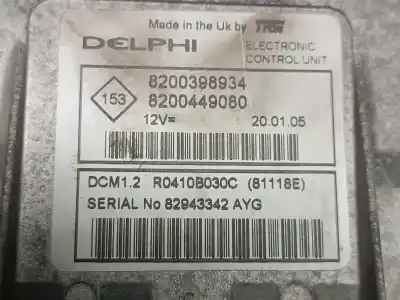 Made in the Uk by TRW
DELPHI
ELECTRONIC
CONTROL UNIT
153
8200398934
8200449080
12V=
20.01.05
DCM1.2 R0410B030C (81118E)
SERIAL No 82943342 AYG